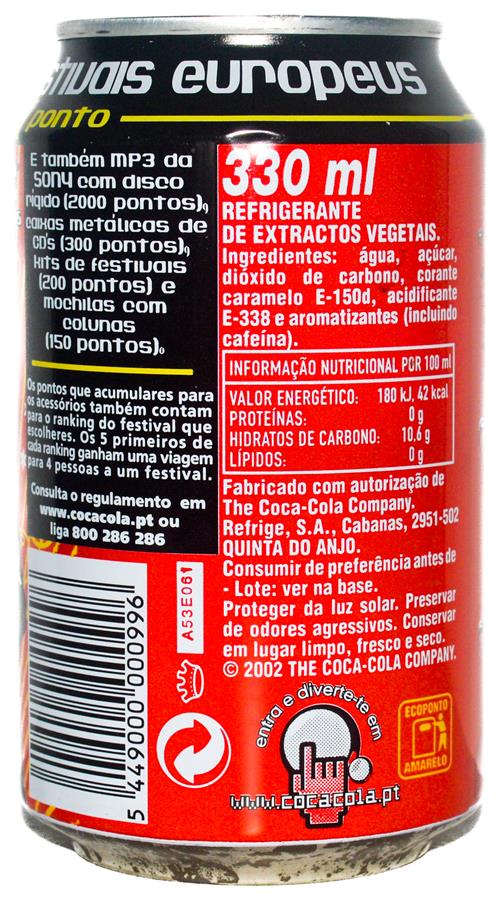 stivais europeus
ponto
E também MP3 da
SONY com disco
rígido (2000 pontos),
caixas metálicas de
CD's (300 pontos),
kits de festivais
(200 pontos) e
mochilas com
colunas
(150 pontos).
Os pontos que acumulares para
os acessórios também contam
para o ranking do festival que
escolheres. Os 5 primeiros de
cada ranking ganham uma viagem
para 4 pessoas a um festival.
Consulta o regulamento em
www.cocacola.pt ou
liga 800 286 286
330 ml
REFRIGERANTE
DE EXTRACTOS VEGETAIS.
Ingredientes: água, açúcar,
dióxido de carbono, corante
caramelo E-150d, acidificante
E-338 e aromatizantes (incluindo
cafeína).
INFORMAÇÃO NUTRICIONAL POR 100 ml
VALOR ENERGÉTICO: 180 kJ, 42 kcal
PROTEÍNAS: 0 g
HIDRATOS DE CARBONO: 10,6 g
LÍPIDOS: 0 g
Fabricado com autorização de
The Coca-Cola Company.
Refrige, S.A., Cabanas, 2951-502
QUINTA DO ANJO.
Consumir de preferência antes de
- Lote: ver na base.
Proteger da luz solar. Preservar
de odores agressivos. Conservar
em lugar limpo, fresco e seco.
© 2002 THE COCA-COLA COMPANY.
A53E061
5 449000 000996
entra e diverte-te em
www.cocacola.pt
ECOPONTO
AMARELO